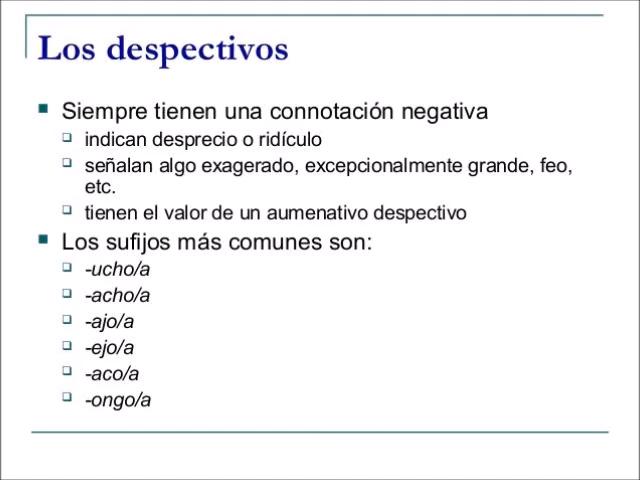 Los despectivos
Siempre tienen una connotación negativa
indican desprecio o ridículo
señalan algo exagerado, excepcionalmente grande, feo,
etc.
tienen el valor de un aumenativo despectivo
Los sufijos más comunes son:
-ucho/a
-acho/a
-ajo/a
-ejo/a
-aco/a
-ongo/a